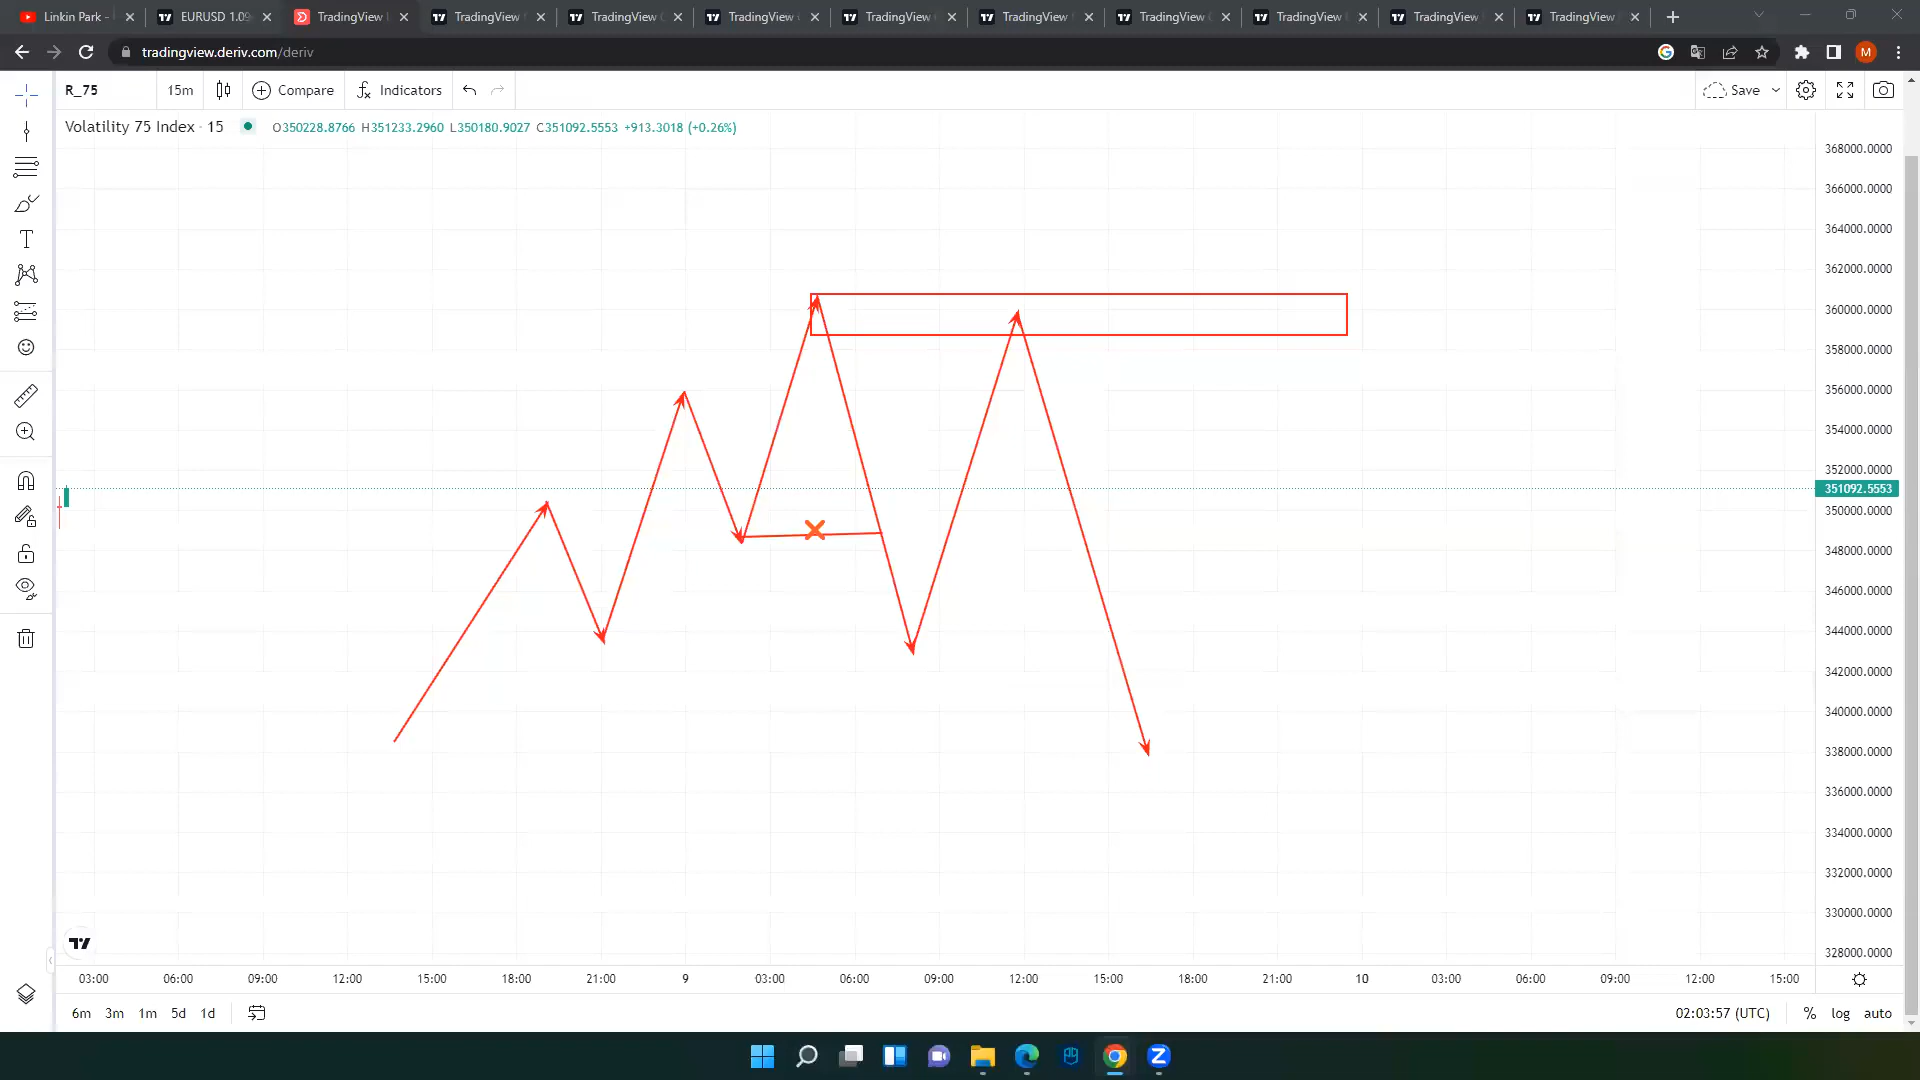 Linkin Park -
EURUSD 1.09
TradingView
TradingView
TradingView
TradingView
TradingView
TradingView
TradingView
TradingView
TradingView
TradingView
tradingview.deriv.com/deriv
M
R_75
15m
Compare
Indicators
Save
Volatility 75 Index · 15
O350228.8766 H351233.2960 L350180.9027 C351092.5553 +913.3018 (+0.26%)
368000.0000
366000.0000
364000.0000
362000.0000
360000.0000
358000.0000
356000.0000
354000.0000
352000.0000
351092.5553
350000.0000
348000.0000
346000.0000
344000.0000
342000.0000
340000.0000
338000.0000
336000.0000
334000.0000
332000.0000
330000.0000
328000.0000
03:00 06:00 09:00 12:00 15:00 18:00 21:00 9 03:00 06:00 09:00 12:00 15:00 18:00 21:00 10 03:00 06:00 09:00 12:00 15:00
6m 3m 1m 5d 1d
02:03:57 (UTC)
% log auto